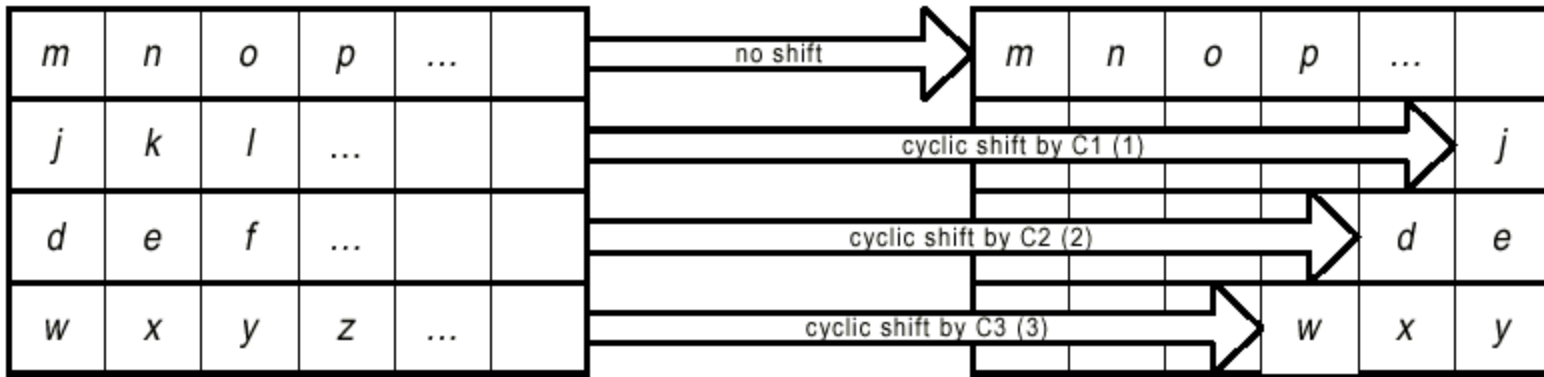 m n o p ... no shift m n o p ...
j k l ... cyclic shift by C1 (1) j
d e f ... cyclic shift by C2 (2) d e
w x y z ... cyclic shift by C3 (3) w x y